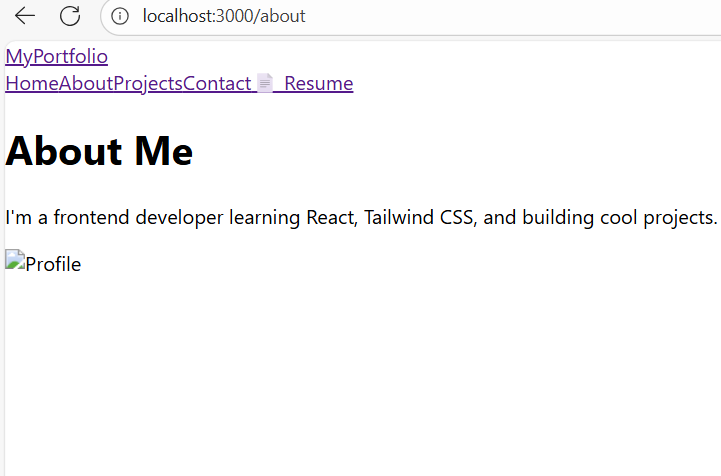 localhost:3000/about
MyPortfolio
HomeAboutProjectsContact 📄 Resume
About Me
I'm a frontend developer learning React, Tailwind CSS, and building cool projects.
Profile